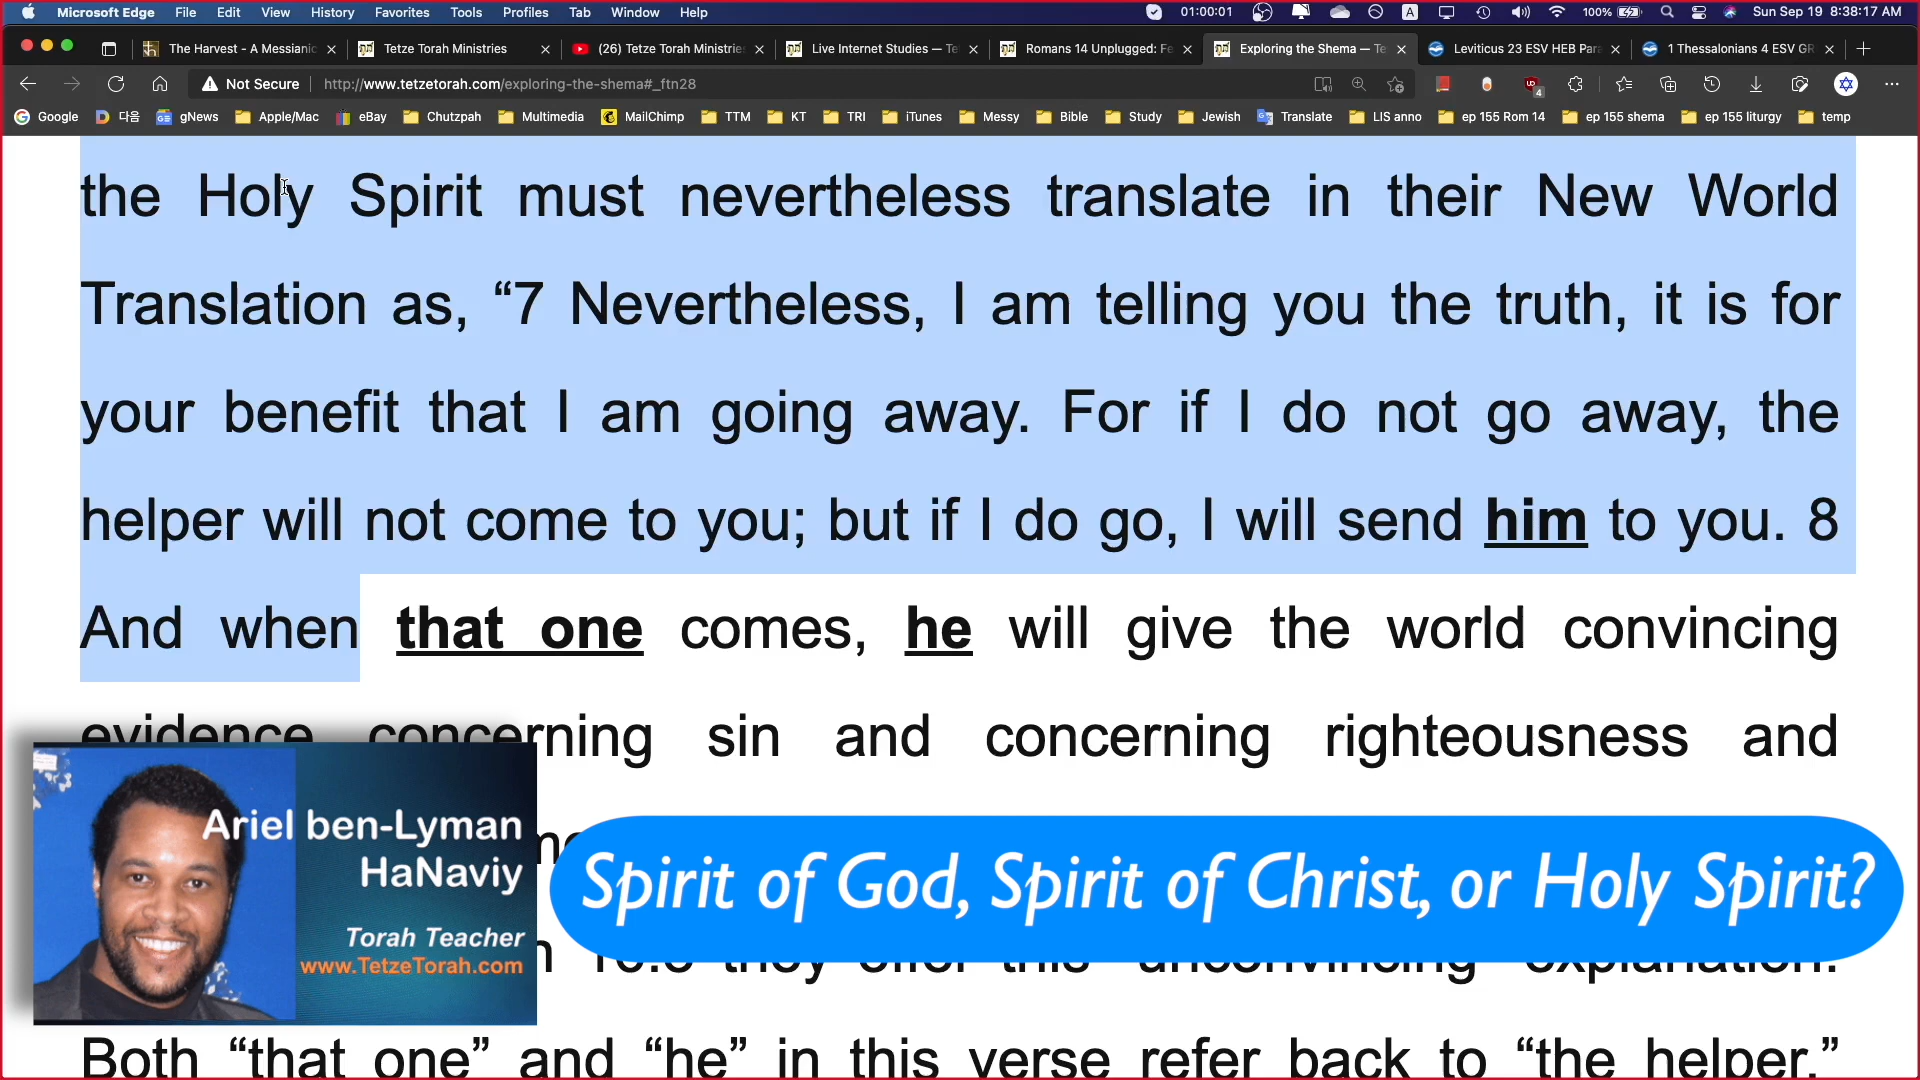 Microsoft Edge File Edit View History Favorites Tools Profiles Tab Window Help 01:00:01 A 100% Sun Sep 19 8:38:17 AM
The Harvest - A Messianic Tetze Torah Ministries (26) Tetze Torah Ministries Live Internet Studies — Te Romans 14 Unplugged: Fe Exploring the Shema — Te Leviticus 23 ESV HEB Para 1 Thessalonians 4 ESV GR
Not Secure http://www.tetzetorah.com/exploring-the-shema#_ftn28 UD 4
Google 다음 gNews Apple/Mac eBay Chutzpah Multimedia MailChimp TTM KT TRI iTunes Messy Bible Study Jewish Translate LIS anno ep 155 Rom 14 ep 155 shema ep 155 liturgy temp
the Holy Spirit must nevertheless translate in their New World
Translation as, “7 Nevertheless, I am telling you the truth, it is for
your benefit that I am going away. For if I do not go away, the
helper will not come to you; but if I do go, I will send him to you. 8
And when that one comes, he will give the world convincing
evidence concerning sin and concerning righteousness and
Ariel ben-Lyman
HaNaviy
Torah Teacher
www.TetzeTorah.com
Spirit of God, Spirit of Christ, or Holy Spirit?
they offer this unconvincing explanation:
Both “that one” and “he” in this verse refer back to “the helper.”